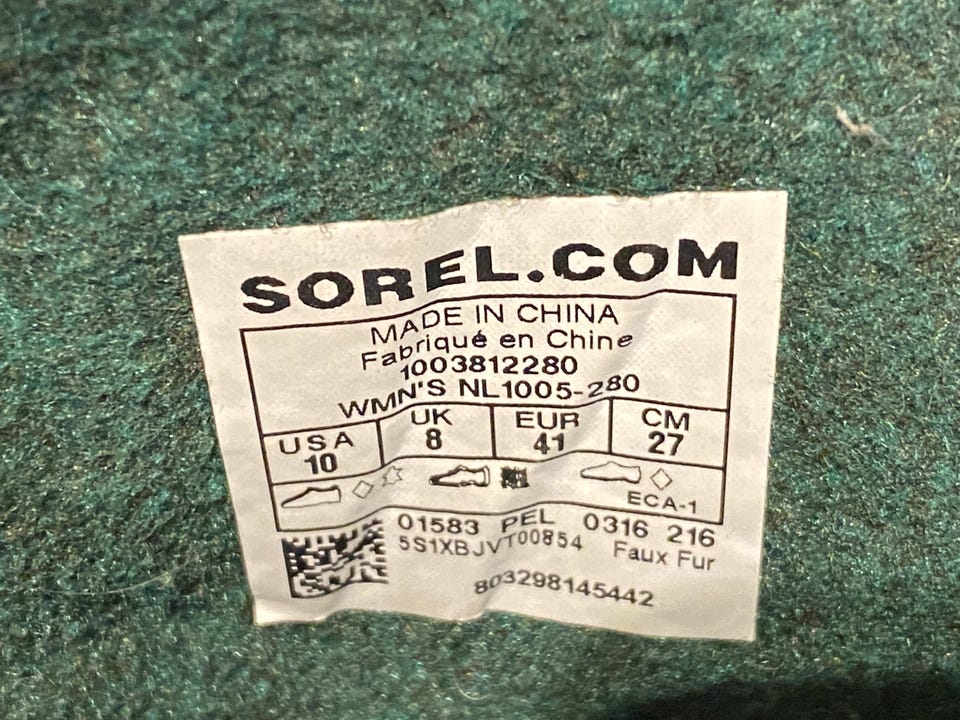 SOREL.COM
MADE IN CHINA
Fabriqué en Chine
1003812280
WMN'S NL1005-280
USA UK EUR CM
10 8 41 27
ECA-1
01583 PEL 0316 216
5S1XBJVT00854 Faux Fur
803298145442